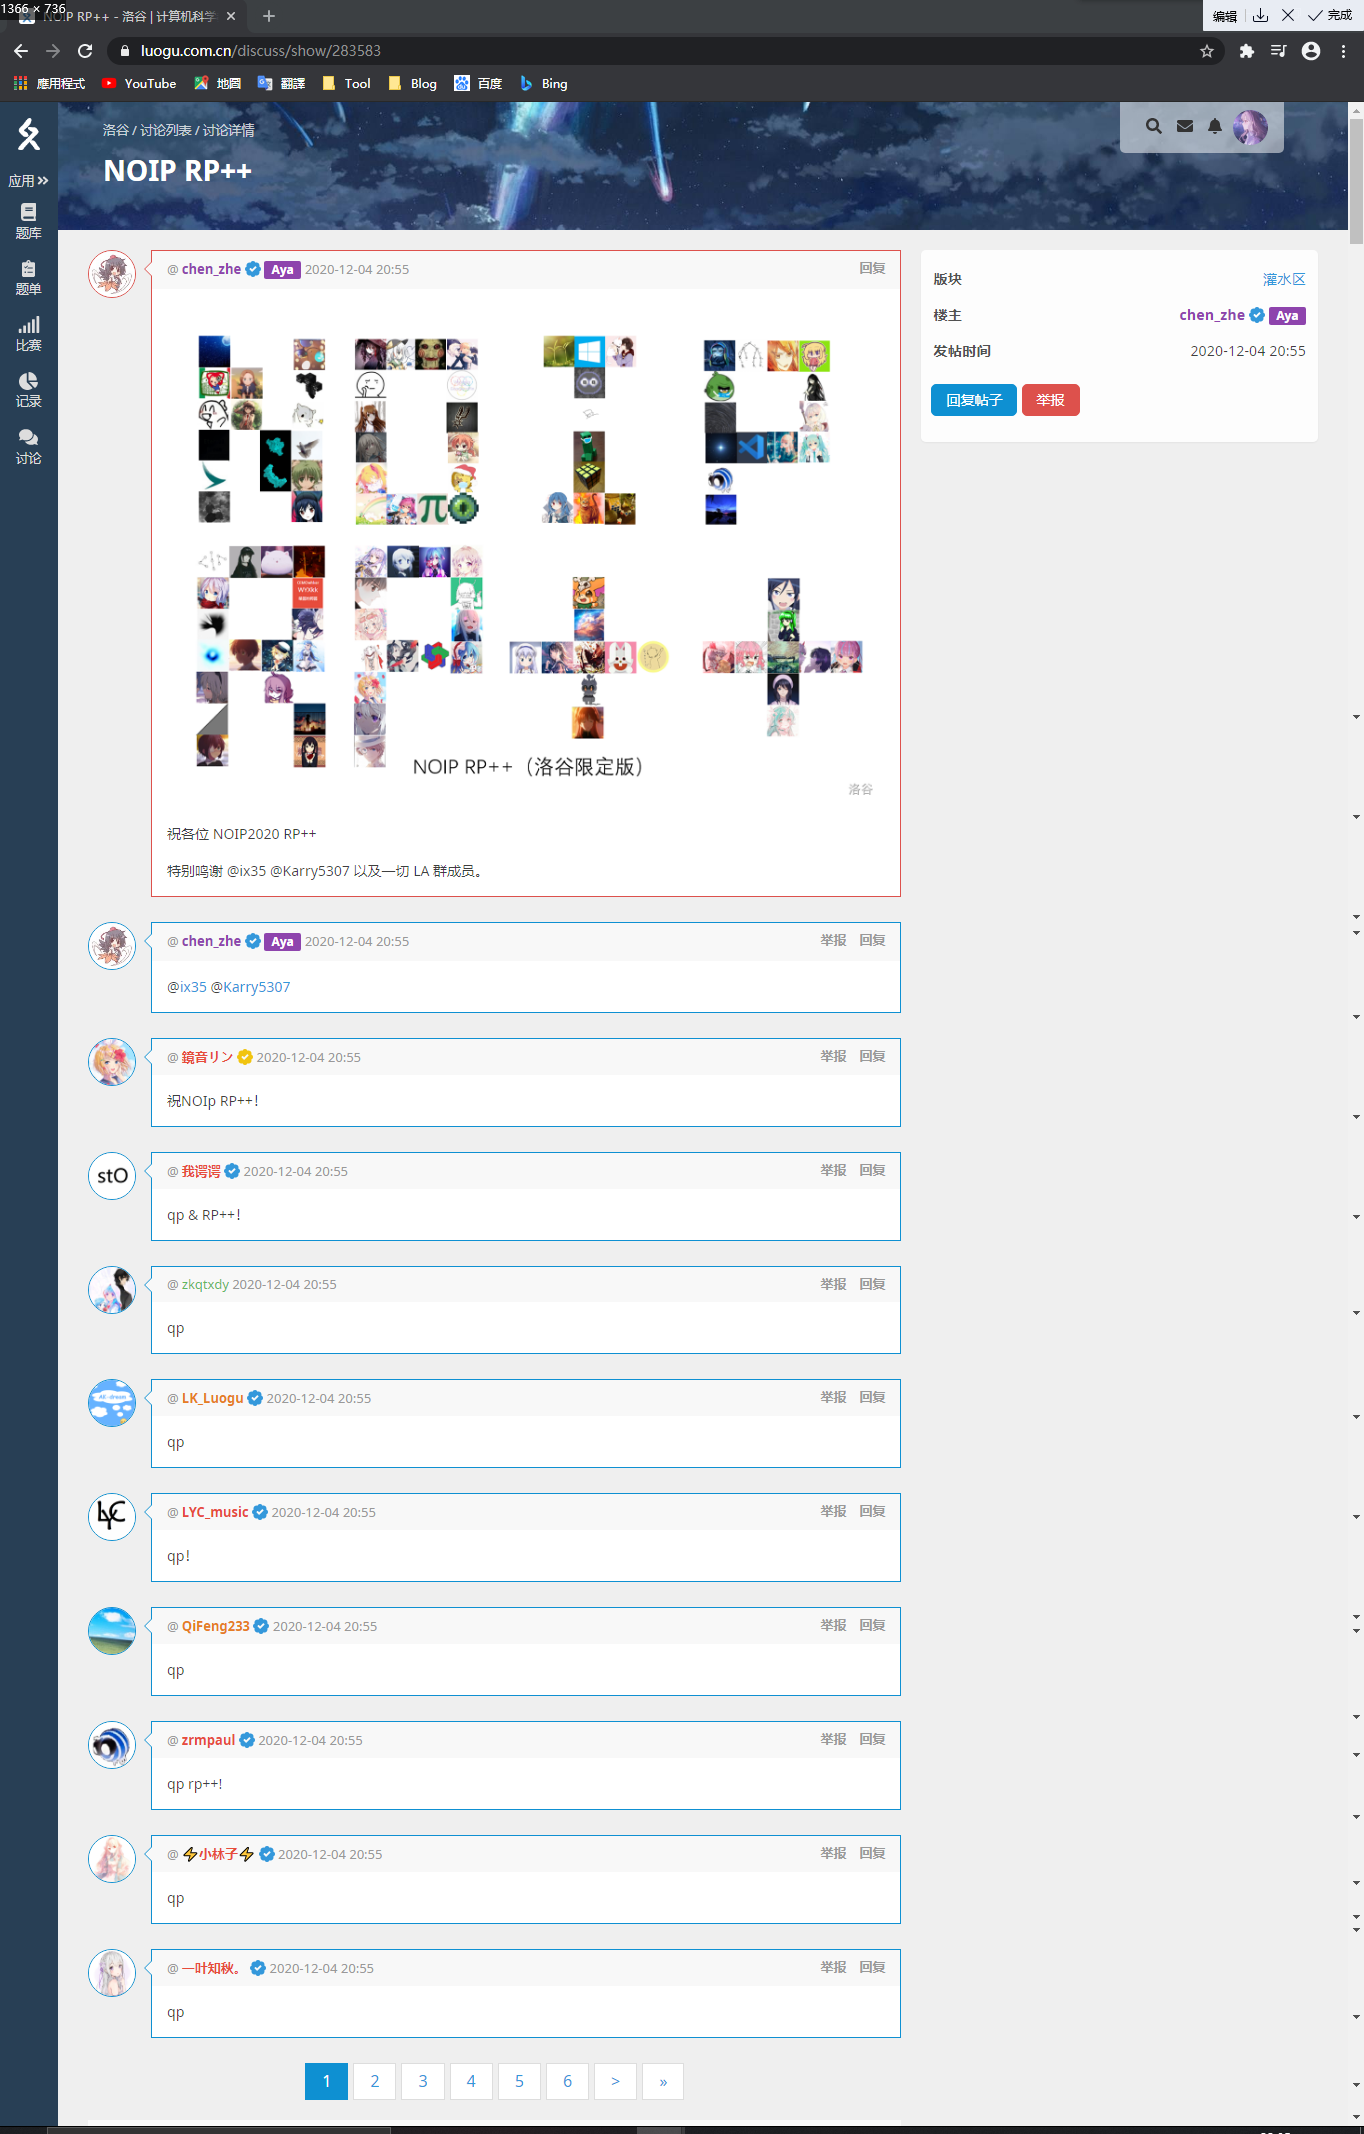 1366 × 736
NOIP RP++ - 洛谷 | 计算机科学
编辑
完成
luogu.com.cn/discuss/show/283583
應用程式
YouTube
地圖
翻譯
Tool
Blog
百度
Bing
洛谷 / 讨论列表 / 讨论详情
NOIP RP++
应用
题库
题单
比赛
记录
讨论
@ chen_zhe Aya 2020-12-04 20:55 回复
NOIP RP++（洛谷限定版）
洛谷
祝各位 NOIP2020 RP++
特别鸣谢 @ix35 @Karry5307 以及一切 LA 群成员。
版块 灌水区
楼主 chen_zhe Aya
发帖时间 2020-12-04 20:55
回复帖子 举报
@ chen_zhe Aya 2020-12-04 20:55 举报 回复
@ix35 @Karry5307
@ 鏡音リン 2020-12-04 20:55 举报 回复
祝NOIp RP++！
stO
@ 我谔谔 2020-12-04 20:55 举报 回复
qp & RP++！
@ zkqtxdy 2020-12-04 20:55 举报 回复
qp
@ LK_Luogu 2020-12-04 20:55 举报 回复
qp
LYC
@ LYC_music 2020-12-04 20:55 举报 回复
qp！
@ QiFeng233 2020-12-04 20:55 举报 回复
qp
@ zrmpaul 2020-12-04 20:55 举报 回复
qp rp++!
@ ⚡小林子⚡ 2020-12-04 20:55 举报 回复
qp
@ 一叶知秋。 2020-12-04 20:55 举报 回复
qp
1 2 3 4 5 6 > »